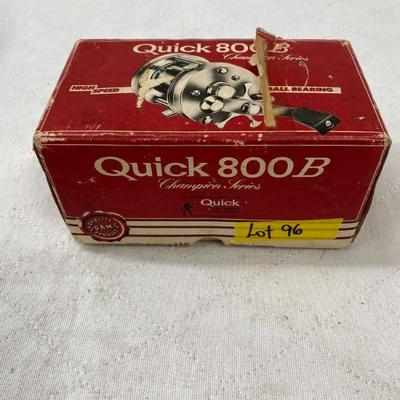 Quick 800B
Champion Series
HIGH SPEED
BALL BEARING
Quick 800B
Champion Series
Quick
D·A·M
Lot 96